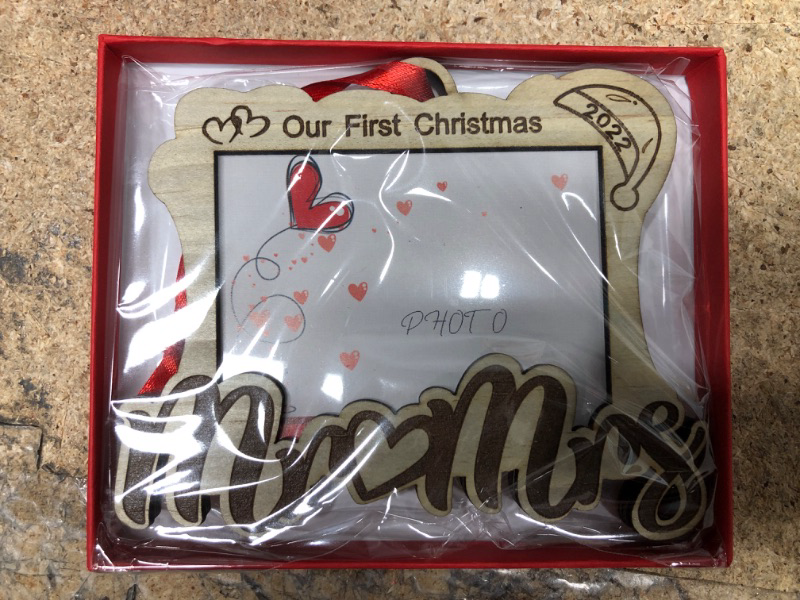 Our First Christmas
2022
PHOTO
Mr Mrs